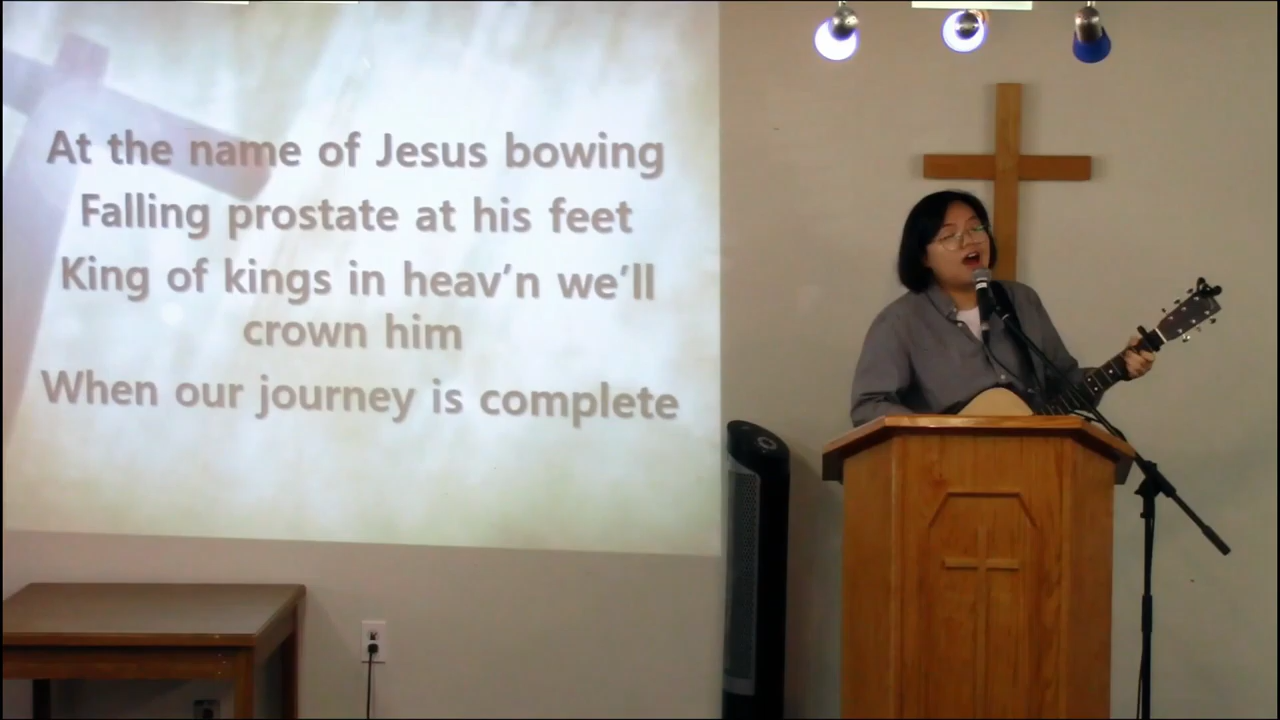 At the name of Jesus bowing
Falling prostate at his feet
King of kings in heav’n we’ll
crown him
When our journey is complete